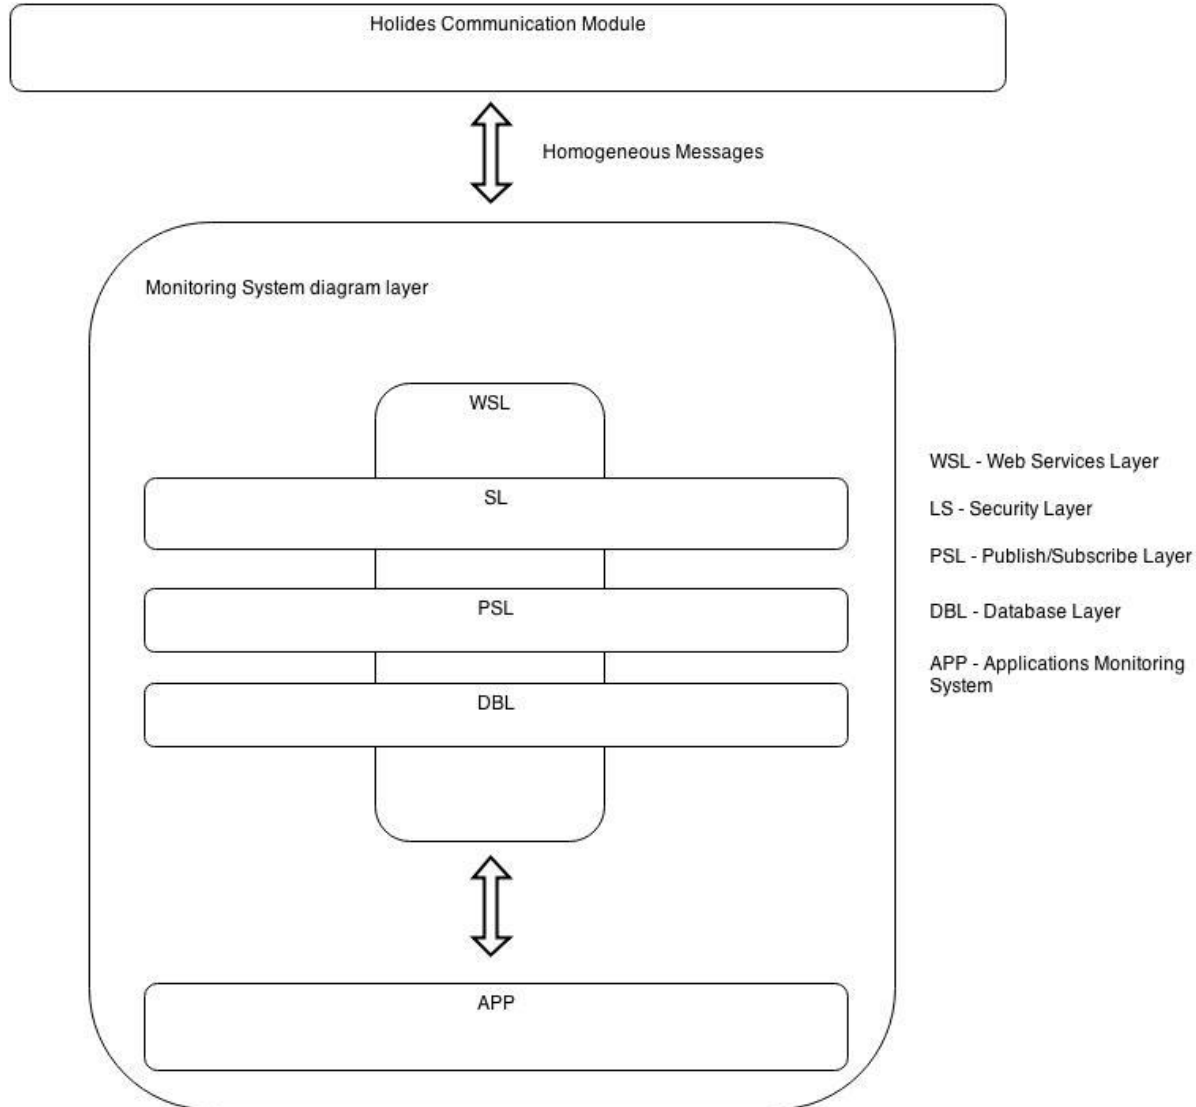 Holides Communication Module
Homogeneous Messages
Monitoring System diagram layer
WSL
SL
PSL
DBL
APP
WSL - Web Services Layer
LS - Security Layer
PSL - Publish/Subscribe Layer
DBL - Database Layer
APP - Applications Monitoring
System